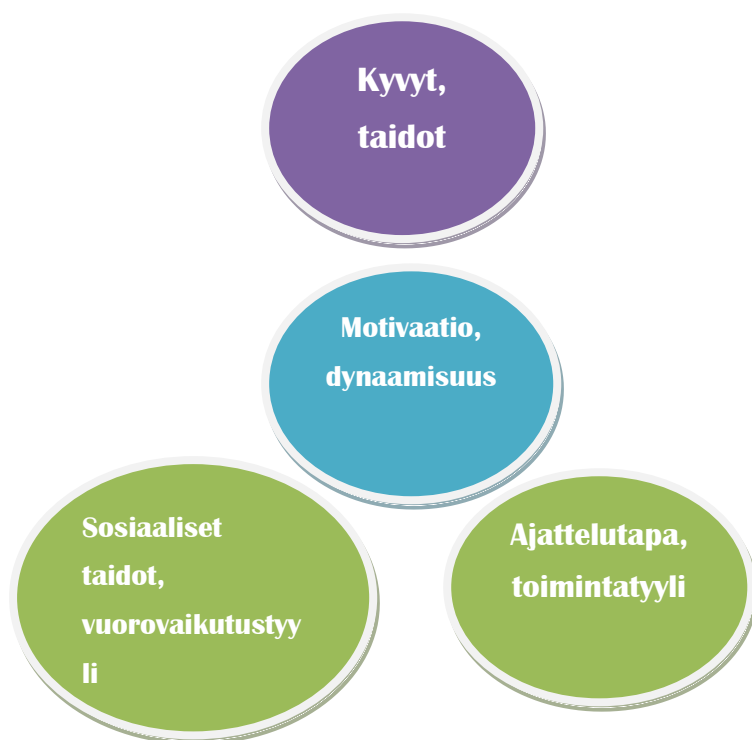 Kyvyt,
taidot
Motivaatio,
dynaamisuus
Sosiaaliset
taidot,
vuorovaikutustyy
li
Ajattelutapa,
toimintatyyli